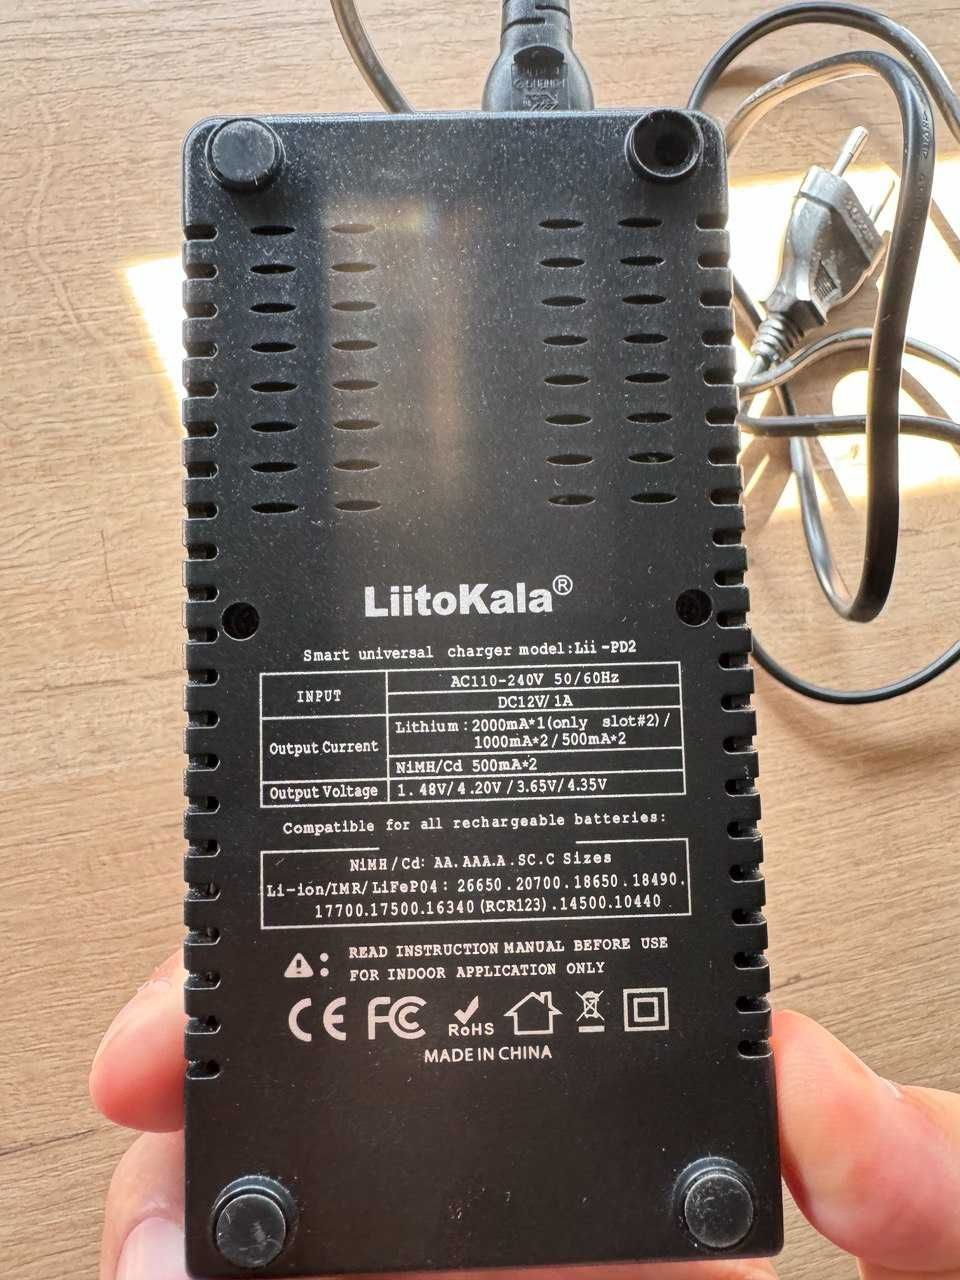 LiitoKala®
Smart universal charger model:Lii-PD2
INPUT
AC110-240V 50/60Hz
DC12V/1A
Output Current
Lithium:2000mA*1(only slot#2)/
1000mA*2/500mA*2
NiMH/Cd 500mA*2
Output Voltage
1.48V/4.20V/3.65V/4.35V
Compatible for all rechargeable batteries:
NiMH/Cd: AA.AAA.A.SC.C Sizes
Li-ion/IMR/LiFePO4: 26650.20700.18650.18490.
17700.17500.16340(RCR123).14500.10440
READ INSTRUCTION MANUAL BEFORE USE
FOR INDOOR APPLICATION ONLY
CE FC RoHS
MADE IN CHINA